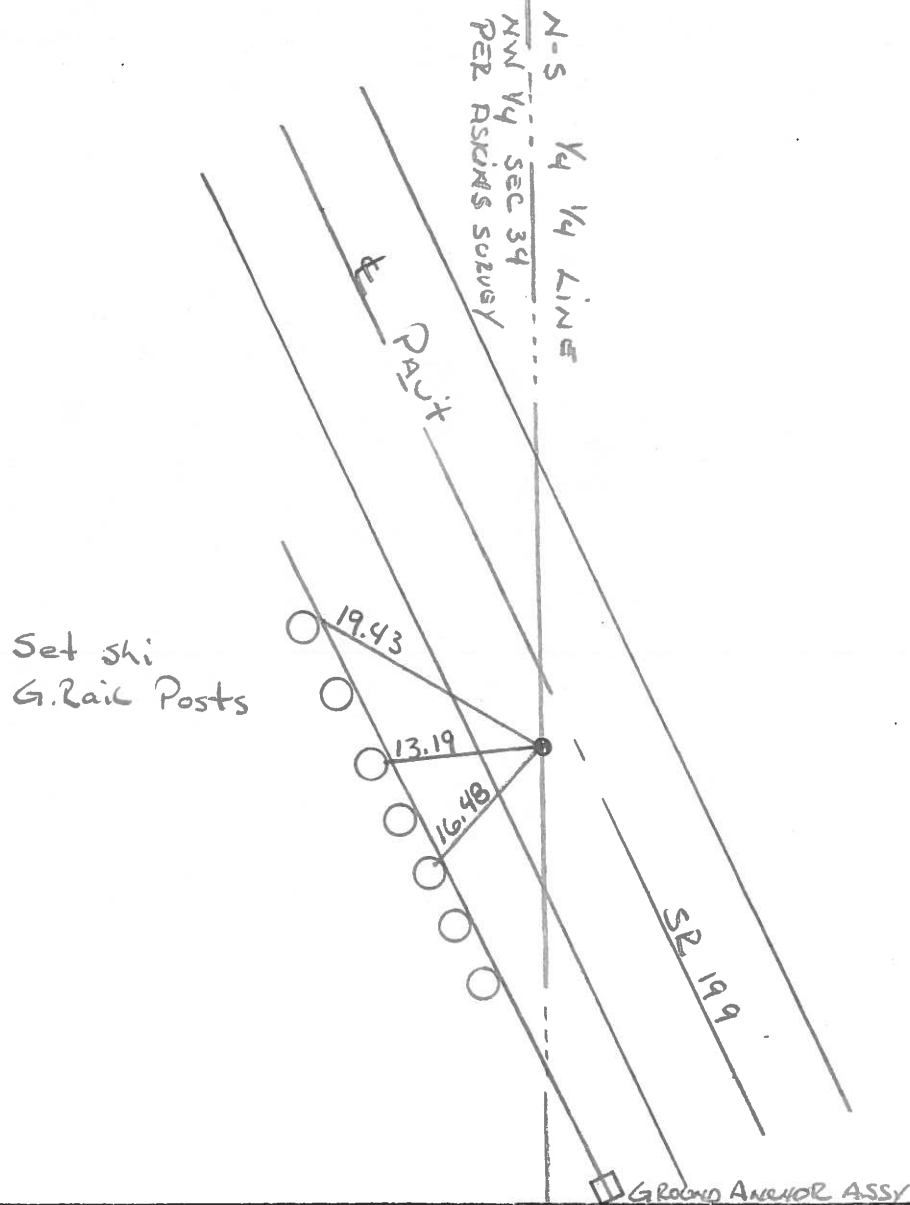 N-S 1/4 1/4 LINE
NW 1/4 SEC 34
PER ASKINS SURVEY
℄ PAVT
19.43
Set shi
G.Rail Posts
13.19
16.48
SR 199
GROUND ANCHOR ASSY